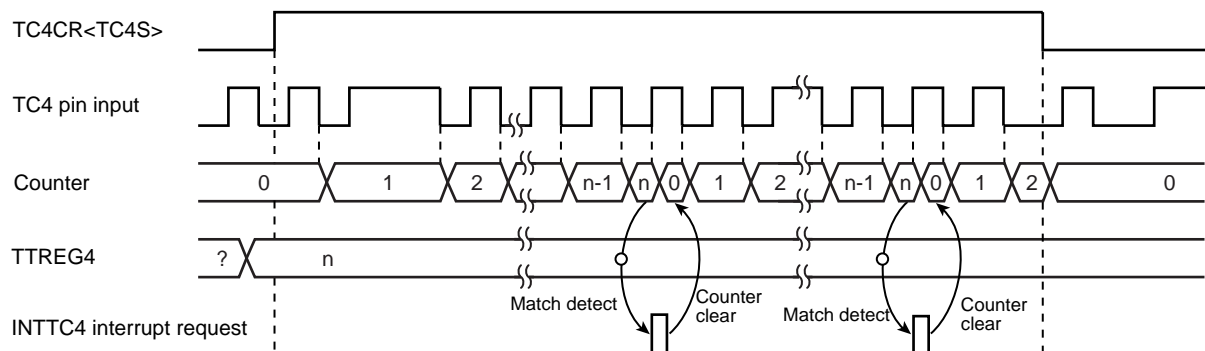 TC4CR<TC4S>
TC4 pin input
Counter
0 1 2 n-1 n 0 1 2 n-1 n 0 1 2 0
TTREG4
? n
Match detect Counter clear Match detect Counter clear
INTTC4 interrupt request